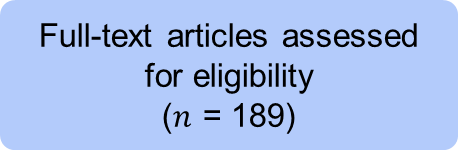 Full-text articles assessed
for eligibility
(n = 189)